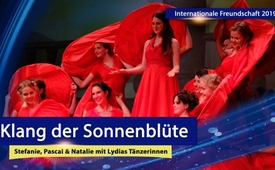 Internationale Freundschaft 2019
Klang der Sonnenblüte
Stefanie, Pascal & Natalie mit Lydias Tänzerinnen